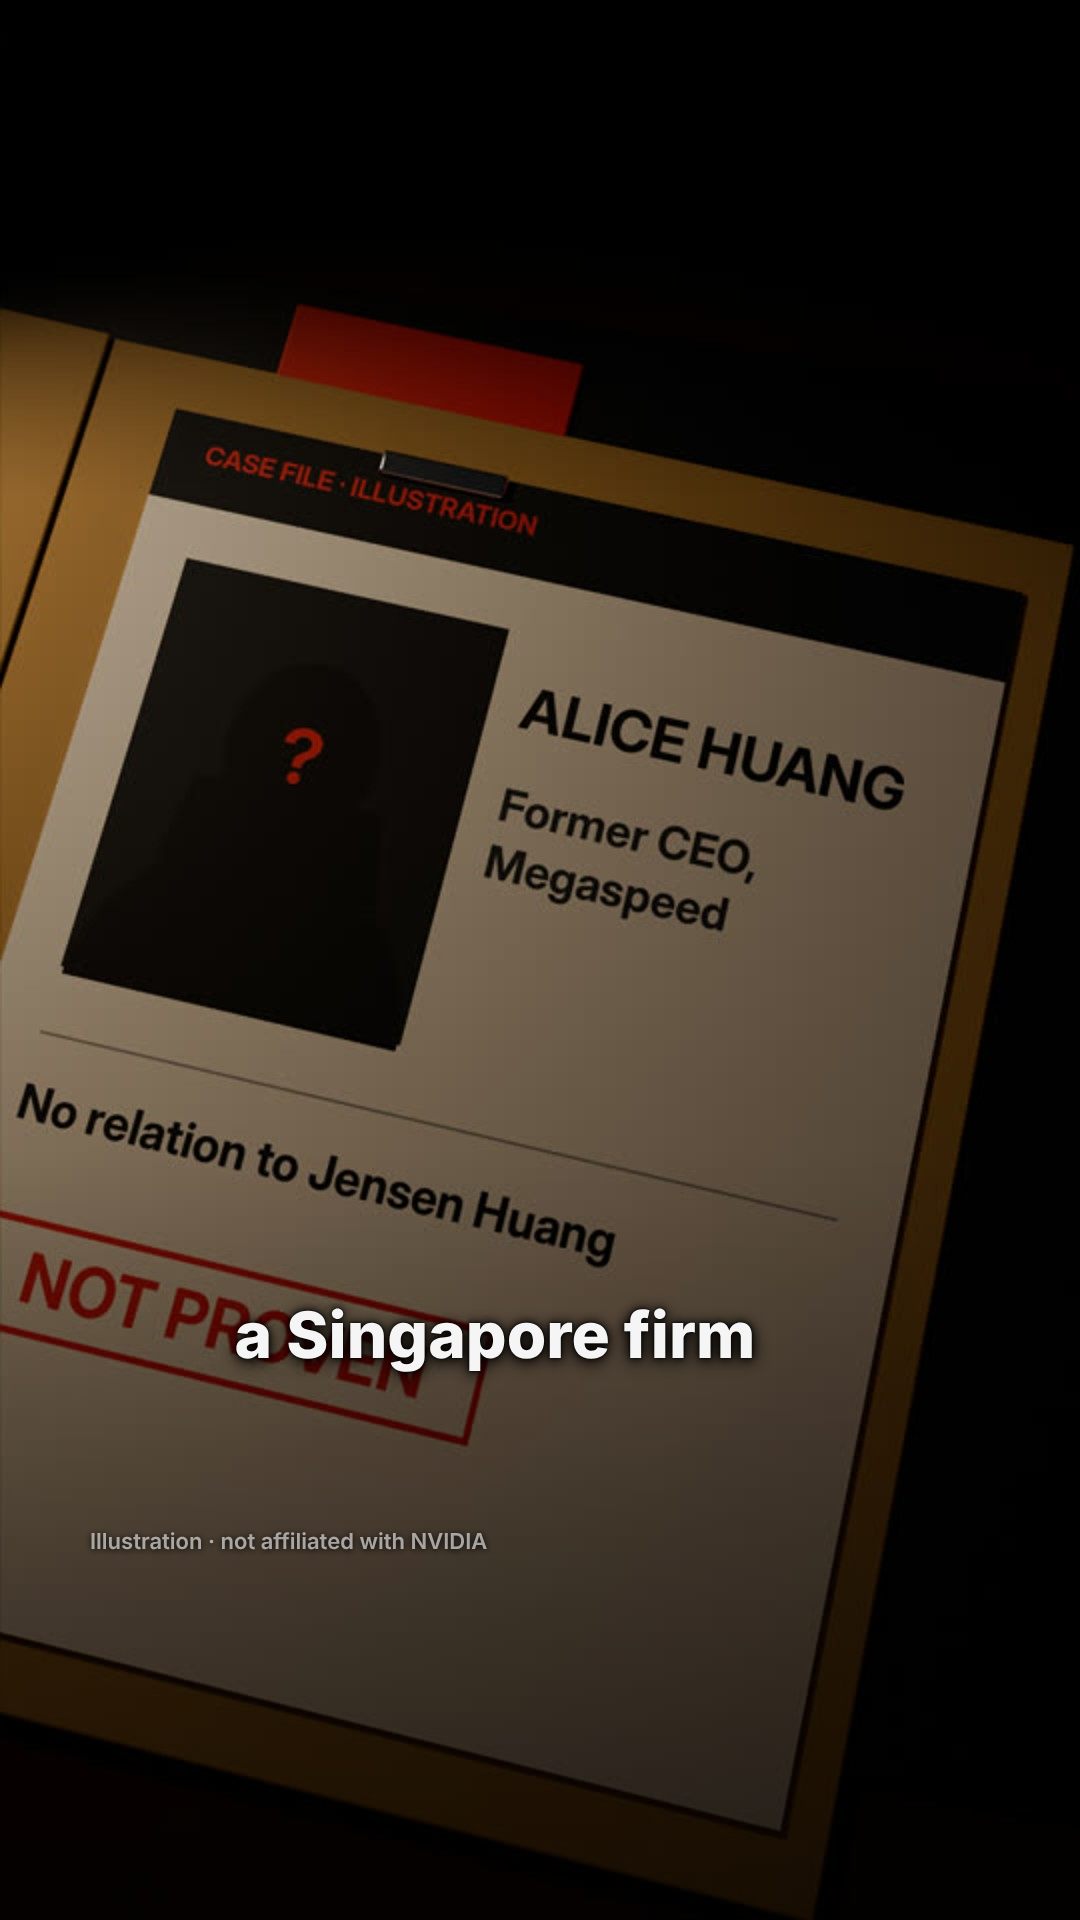 CASE FILE · ILLUSTRATION
?
ALICE HUANG
Former CEO,
Megaspeed
No relation to Jensen Huang
NOT PROVEN
a Singapore firm
Illustration · not affiliated with NVIDIA